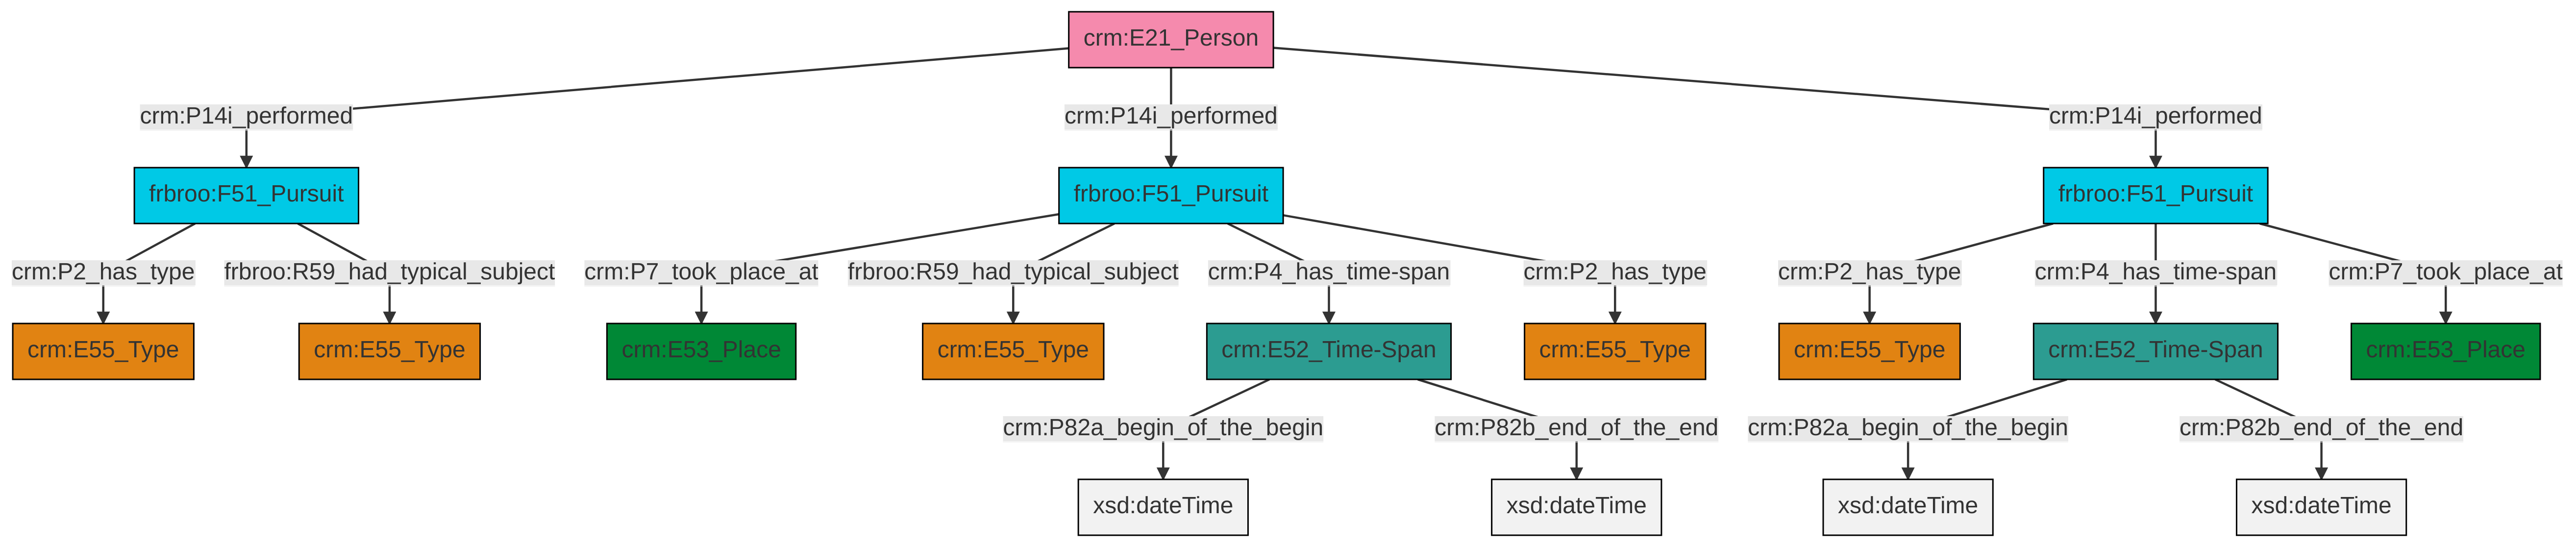 crm:E21_Person
crm:P14i_performed
crm:P14i_performed
crm:P14i_performed
frbroo:F51_Pursuit
frbroo:F51_Pursuit
frbroo:F51_Pursuit
crm:P2_has_type
frbroo:R59_had_typical_subject
crm:P7_took_place_at
frbroo:R59_had_typical_subject
crm:P4_has_time-span
crm:P2_has_type
crm:P2_has_type
crm:P4_has_time-span
crm:P7_took_place_at
crm:E55_Type
crm:E55_Type
crm:E53_Place
crm:E55_Type
crm:E52_Time-Span
crm:E55_Type
crm:E55_Type
crm:E52_Time-Span
crm:E53_Place
crm:P82a_begin_of_the_begin
crm:P82b_end_of_the_end
crm:P82a_begin_of_the_begin
crm:P82b_end_of_the_end
xsd:dateTime
xsd:dateTime
xsd:dateTime
xsd:dateTime